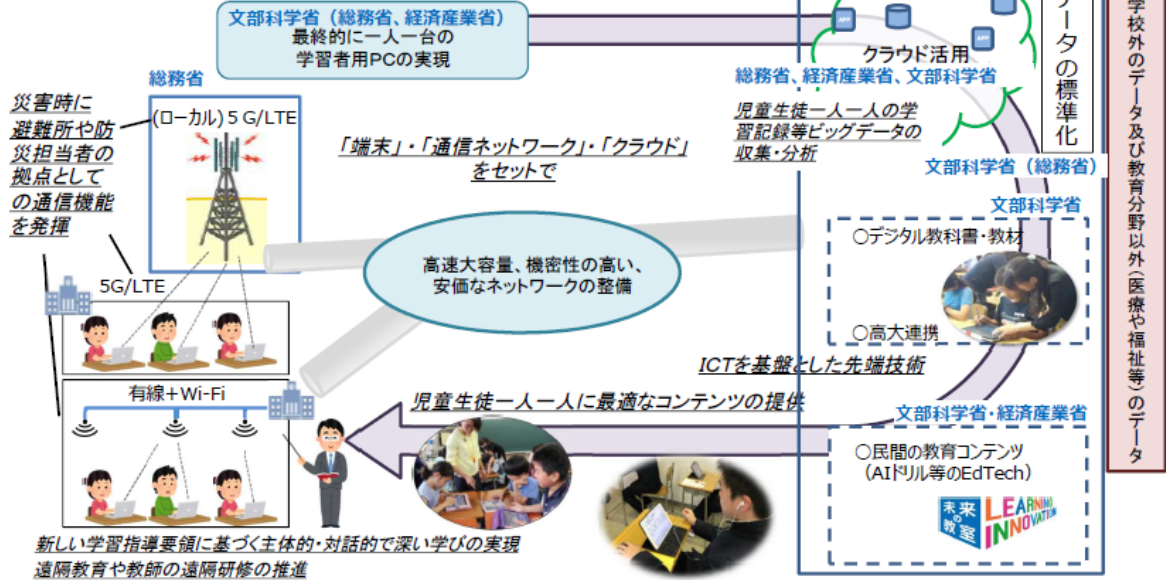 文部科学省（総務省、経済産業省）
最終的に一人一台の
学習者用PCの実現
総務省
災害時に
避難所や防
災担当者の
拠点として
の通信機能
を発揮
(ローカル)５G/LTE
「端末」・「通信ネットワーク」・「クラウド」
をセットで
APP
APP
クラウド活用
総務省、経済産業省、文部科学省
児童生徒一人一人の学
習記録等ビッグデータの
収集・分析
ータの標準化
学校外のデータ及び教育分野以外（医療や福祉等）のデータ
文部科学省（総務省）
文部科学省
○デジタル教科書・教材
○高大連携
高速大容量、機密性の高い、
安価なネットワークの整備
5G/LTE
有線＋Wi-Fi
ICTを基盤とした先端技術
児童生徒一人一人に最適なコンテンツの提供
文部科学省・経済産業省
○民間の教育コンテンツ
（AIドリル等のEdTech）
未来の教室
LEARNING
INNOVATION
新しい学習指導要領に基づく主体的・対話的で深い学びの実現
遠隔教育や教師の遠隔研修の推進